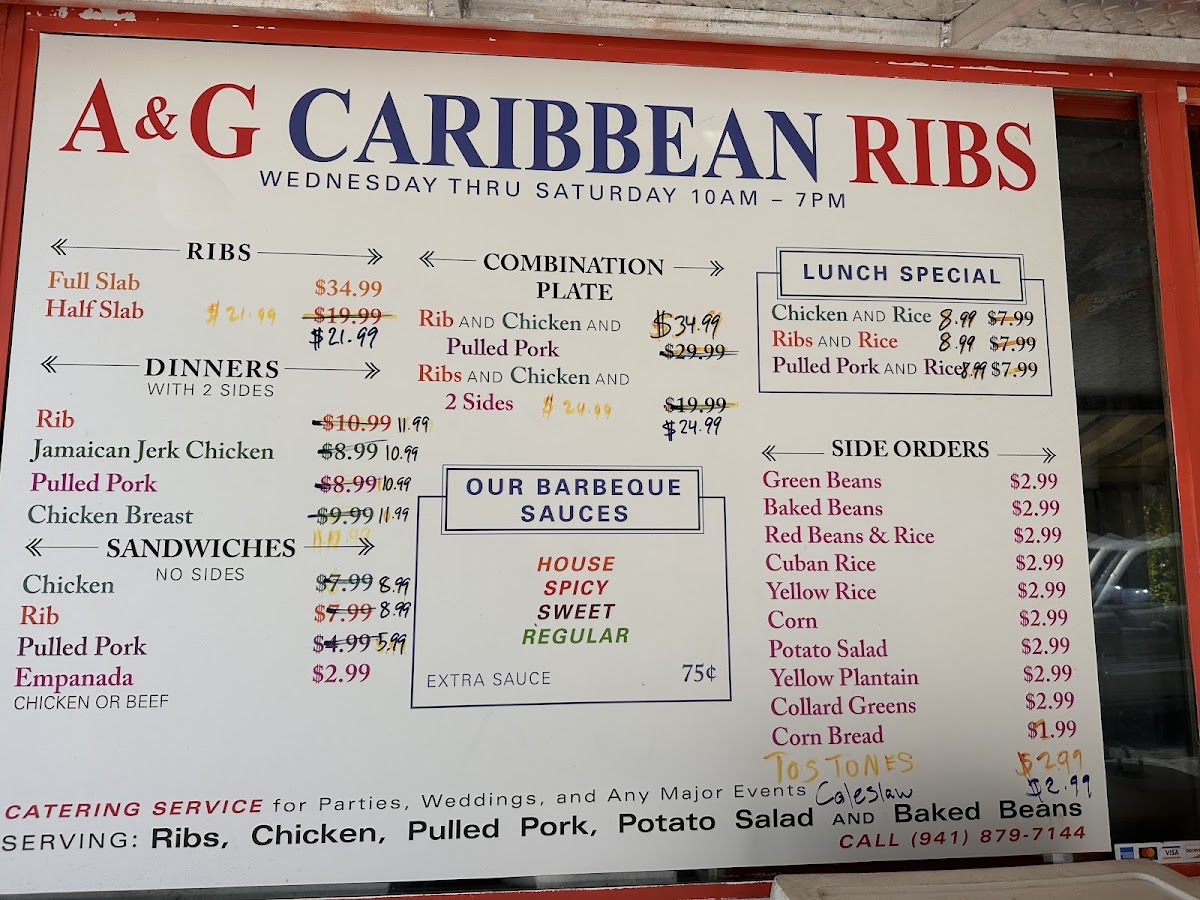 A&G CARIBBEAN RIBS
WEDNESDAY THRU SATURDAY 10AM – 7PM
RIBS
Full Slab $34.99
Half Slab $21.99 $19.99
$21.99
DINNERS
WITH 2 SIDES
Rib $10.99 11.99
Jamaican Jerk Chicken $8.99 10.99
Pulled Pork $8.99 10.99
Chicken Breast $9.99 11.99
11.99
SANDWICHES
NO SIDES
Chicken $7.99 8.99
Rib $7.99 8.99
Pulled Pork $4.99 5.99
Empanada $2.99
CHICKEN OR BEEF
COMBINATION
PLATE
Rib AND Chicken AND $34.99
Pulled Pork $29.99
Ribs AND Chicken AND
2 Sides $24.99 $19.99
$24.99
OUR BARBEQUE
SAUCES
HOUSE
SPICY
SWEET
REGULAR
EXTRA SAUCE 75¢
LUNCH SPECIAL
Chicken AND Rice 8.99 $7.99
Ribs AND Rice 8.99 $7.99
Pulled Pork AND Rice 8.99 $7.99
SIDE ORDERS
Green Beans $2.99
Baked Beans $2.99
Red Beans & Rice $2.99
Cuban Rice $2.99
Yellow Rice $2.99
Corn $2.99
Potato Salad $2.99
Yellow Plantain $2.99
Collard Greens $2.99
Corn Bread $1.99
TOSTONES $2.99
Coleslaw $2.99
CATERING SERVICE for Parties, Weddings, and Any Major Events
SERVING: Ribs, Chicken, Pulled Pork, Potato Salad AND Baked Beans
CALL (941) 879-7144
VISA